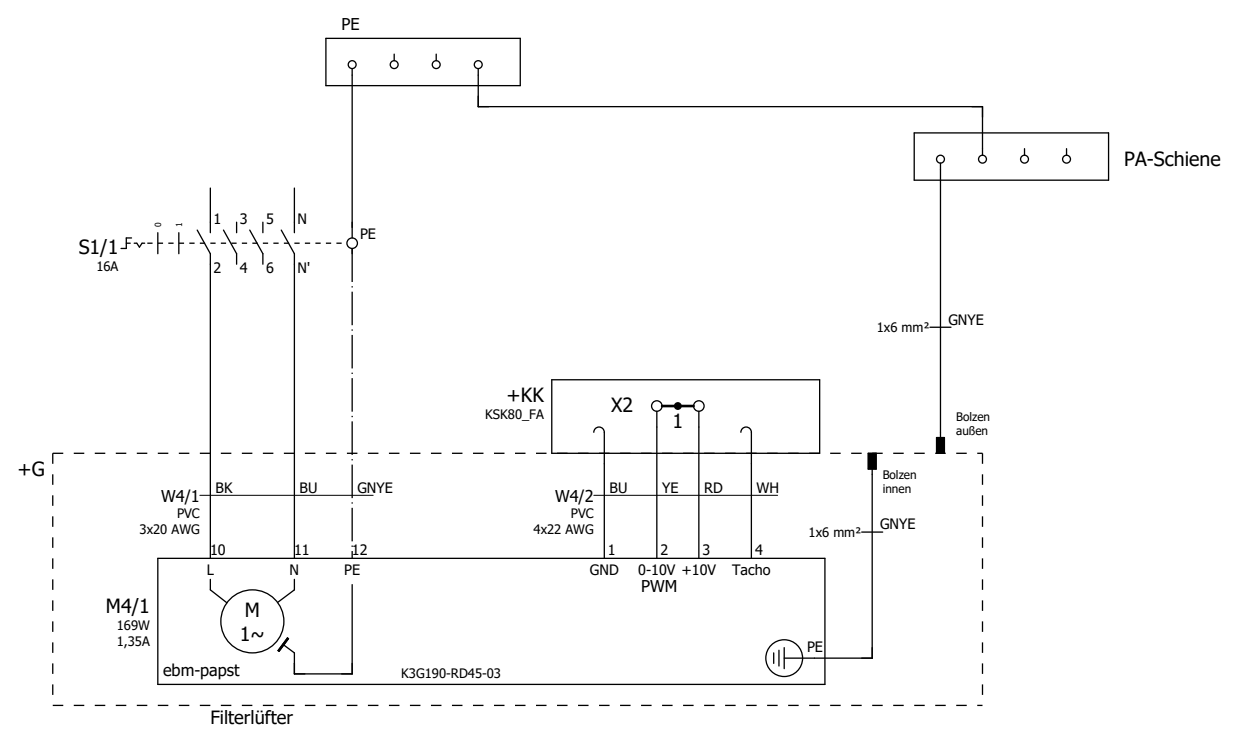 PE
PA-Schiene
0 1
1 3 5 N
PE
S1/1
16A
2 4 6 N'
1x6 mm² GNYE
+KK
KSK80_FA
X2
1
Bolzen
außen
+G
Bolzen
innen
W4/1 BK BU GNYE
PVC
3x20 AWG
W4/2 BU YE RD WH
PVC
4x22 AWG
1x6 mm² GNYE
10 11 12
L N PE
1 2 3 4
GND 0-10V +10V Tacho
PWM
M4/1
169W
1,35A
M
1~
PE
ebm-papst
K3G190-RD45-03
Filterlüfter